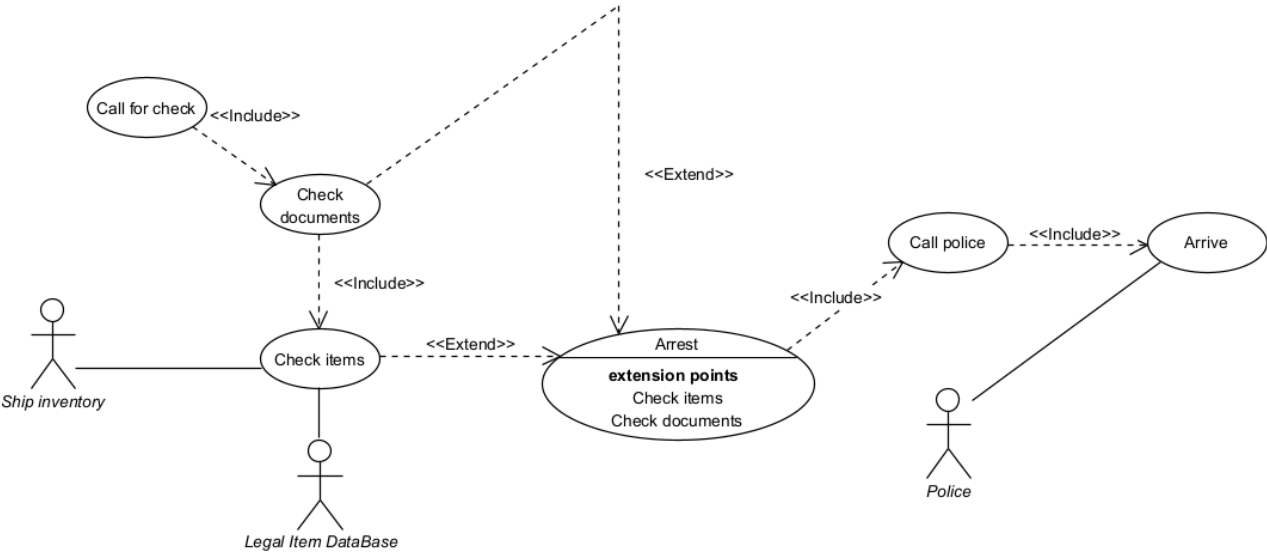 Call for check
<<Include>>
<<Extend>>
Check
documents
Call police
<<Include>>
Arrive
<<Include>>
<<Include>>
Ship inventory
Check items
<<Extend>>
Arrest
extension points
Check items
Check documents
Police
Legal Item DataBase